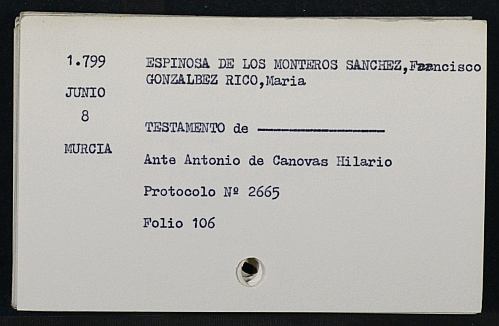 1.799
JUNIO
8
MURCIA
ESPINOSA DE LOS MONTEROS SANCHEZ,Francisco
GONZALBEZ RICO,Maria
TESTAMENTO de ------------------
Ante Antonio de Canovas Hilario
Protocolo Nº 2665
Folio 106